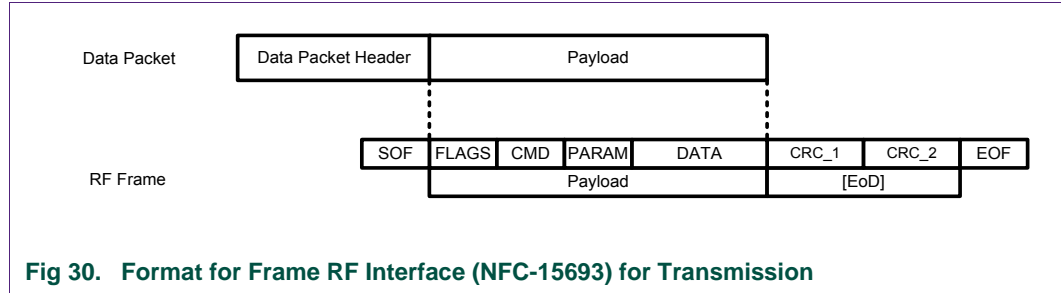 Data Packet Data Packet Header Payload
SOF FLAGS CMD PARAM DATA CRC_1 CRC_2 EOF
RF Frame Payload [EoD]
Fig 30. Format for Frame RF Interface (NFC-15693) for Transmission